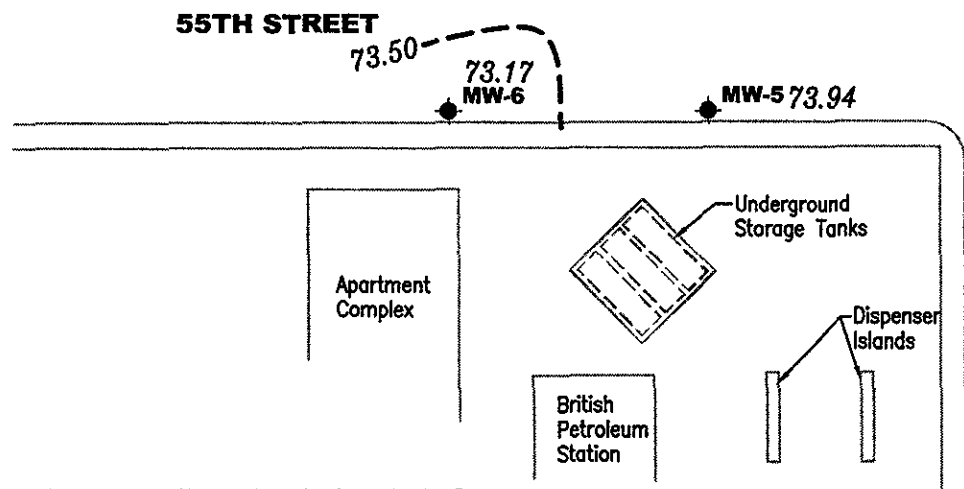 55TH STREET
73.50
73.17
MW-6
MW-5 73.94
Underground
Storage Tanks
Apartment
Complex
Dispenser
Islands
British
Petroleum
Station